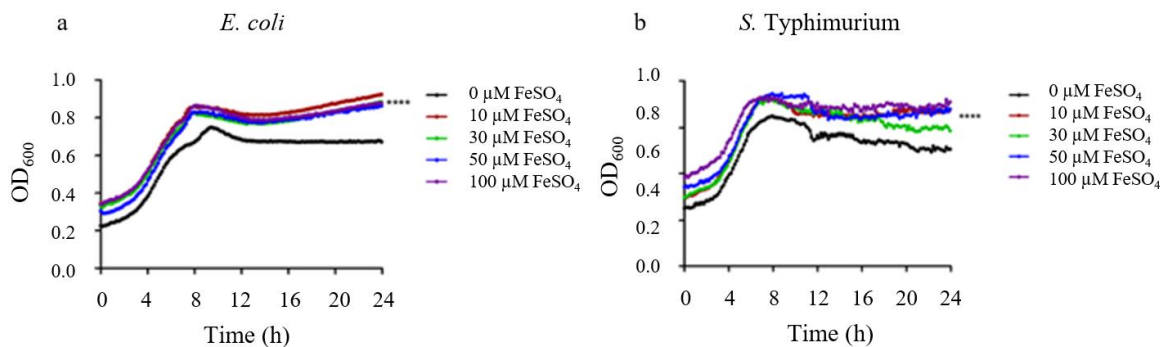 a E. coli
b S. Typhimurium
OD₆₀₀
1.0
0.8
0.6
0.4
0.2
0.0
0 4 8 12 16 20 24
Time (h)
****
0 µM FeSO₄
10 µM FeSO₄
30 µM FeSO₄
50 µM FeSO₄
100 µM FeSO₄
OD₆₀₀
1.0
0.8
0.6
0.4
0.2
0.0
0 4 8 12 16 20 24
Time (h)
****
0 µM FeSO₄
10 µM FeSO₄
30 µM FeSO₄
50 µM FeSO₄
100 µM FeSO₄